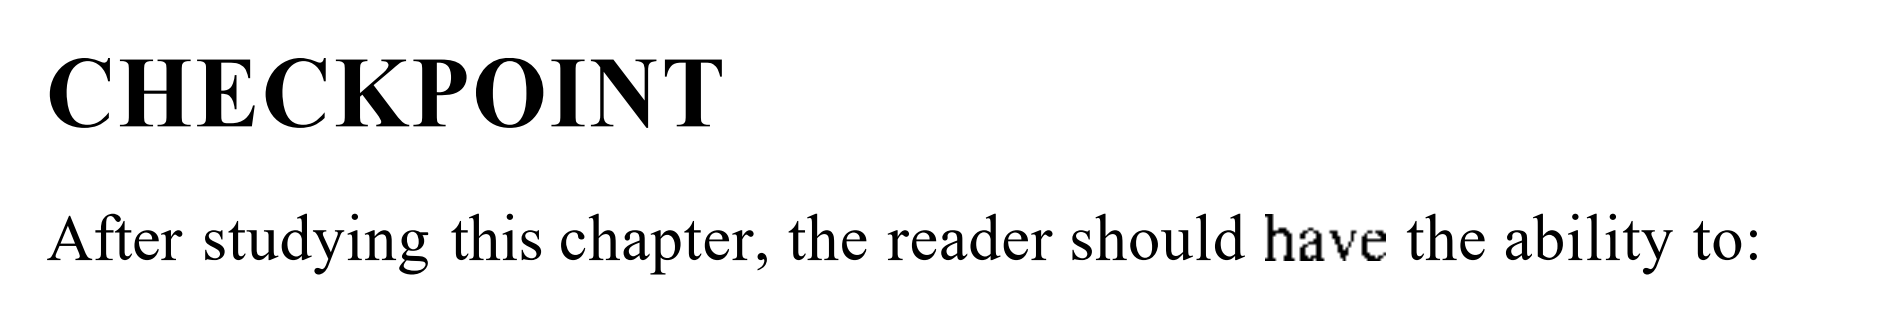 CHECKPOINT
After studying this chapter, the reader should have the ability to: